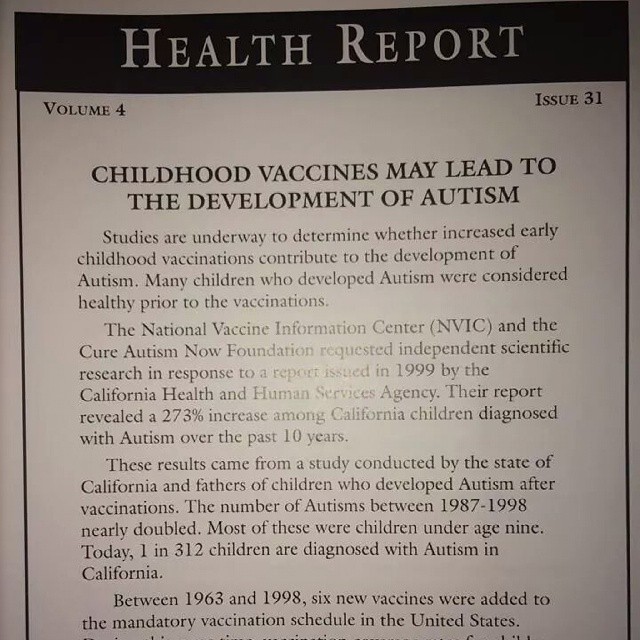 HEALTH REPORT
VOLUME 4
ISSUE 31
CHILDHOOD VACCINES MAY LEAD TO
THE DEVELOPMENT OF AUTISM
Studies are underway to determine whether increased early
childhood vaccinations contribute to the development of
Autism. Many children who developed Autism were considered
healthy prior to the vaccinations.
The National Vaccine Information Center (NVIC) and the
Cure Autism Now Foundation requested independent scientific
research in response to a report issued in 1999 by the
California Health and Human Services Agency. Their report
revealed a 273% increase among California children diagnosed
with Autism over the past 10 years.
These results came from a study conducted by the state of
California and fathers of children who developed Autism after
vaccinations. The number of Autisms between 1987-1998
nearly doubled. Most of these were children under age nine.
Today, 1 in 312 children are diagnosed with Autism in
California.
Between 1963 and 1998, six new vaccines were added to
the mandatory vaccination schedule in the United States.